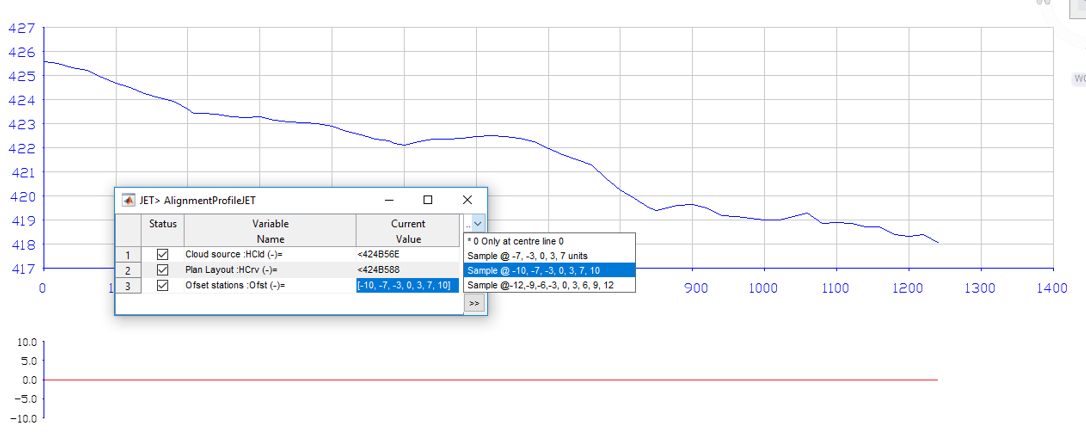 427
426
425
424
423
422
421
420
419
418
417
JET> AlignmentProfileJET
Status Variable Name Current Value ..
1 Cloud source :HCld (-)= <424B56E
2 Plan Layout :HCrv (-)= <424B588
3 Ofset stations :Ofst (-)= [-10, -7, -3, 0, 3, 7, 10]
>>
* 0 Only at centre line 0
Sample @ -7, -3, 0, 3, 7 units
Sample @ -10, -7, -3, 0, 3, 7, 10
Sample @-12,-9,-6,-3, 0, 3, 6, 9, 12
0 1 900 1000 1100 1200 1300 1400
10.0
5.0
0.0
-5.0
-10.0